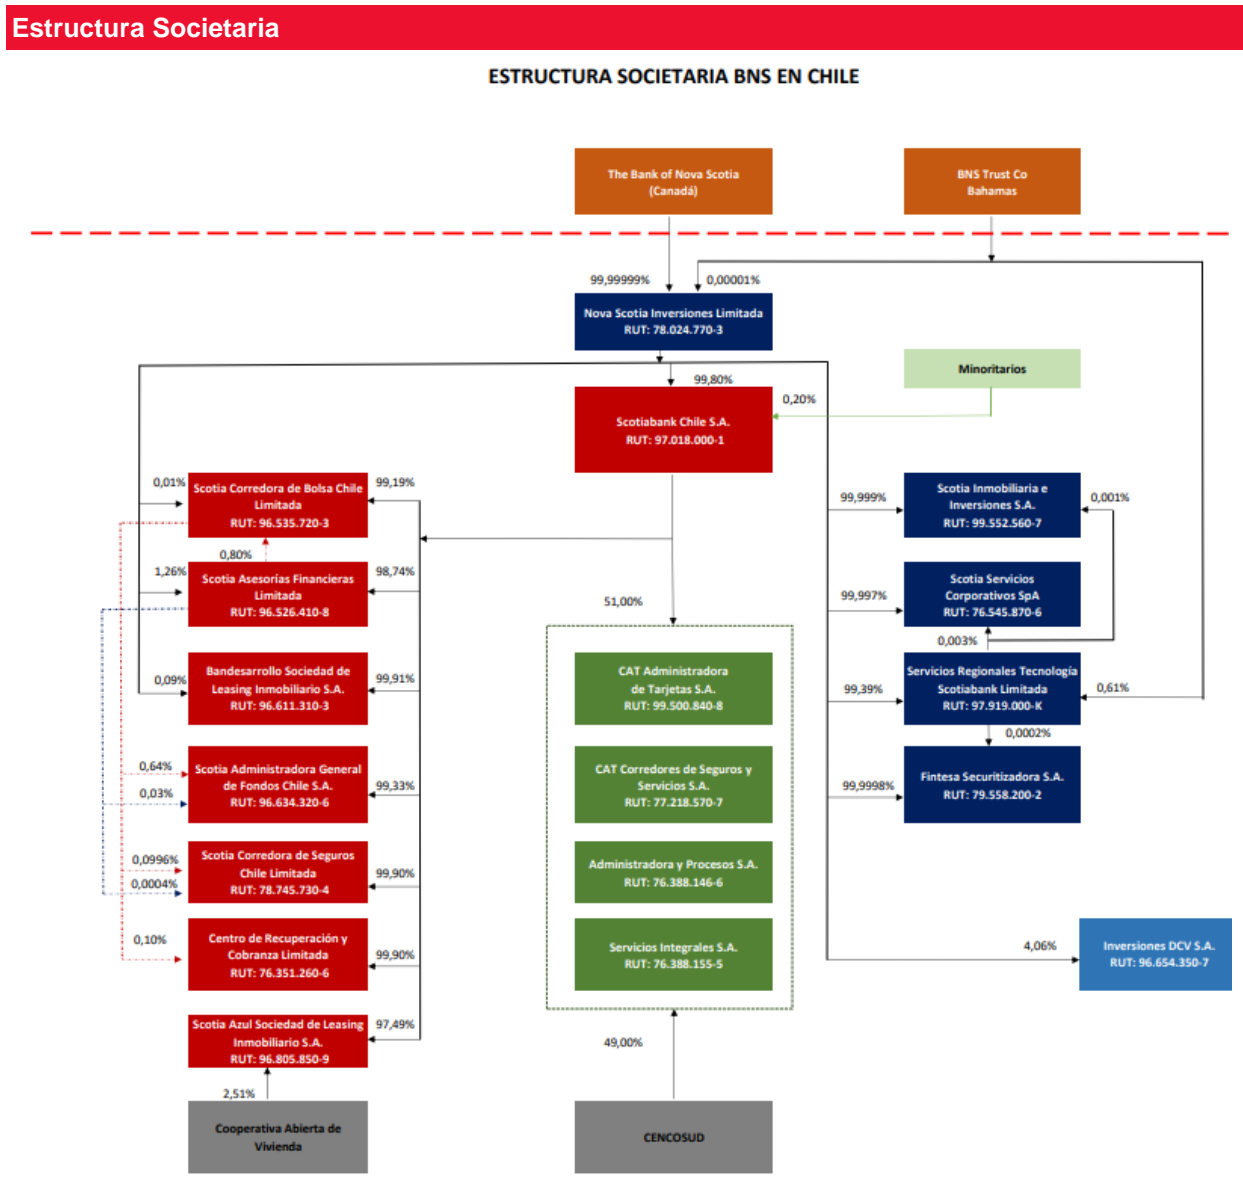 Estructura Societaria
ESTRUCTURA SOCIETARIA BNS EN CHILE
The Bank of Nova Scotia
(Canadá)
BNS Trust Co
Bahamas
99,99999%
0,00001%
Nova Scotia Inversiones Limitada
RUT: 78.024.770-3
Minoritarios
99,80%
0,20%
Scotiabank Chile S.A.
RUT: 97.018.000-1
0,01%
Scotia Corredora de Bolsa Chile
Limitada
RUT: 96.535.720-3
99,19%
0,80%
1,26%
Scotia Asesorías Financieras
Limitada
RUT: 96.526.410-8
98,74%
0,09%
Bandesarrollo Sociedad de
Leasing Inmobiliario S.A.
RUT: 96.611.310-3
99,91%
0,64%
0,03%
Scotia Administradora General
de Fondos Chile S.A.
RUT: 96.634.320-6
99,33%
0,0996%
0,0004%
Scotia Corredora de Seguros
Chile Limitada
RUT: 78.745.730-4
99,90%
0,10%
Centro de Recuperación y
Cobranza Limitada
RUT: 76.351.260-6
99,90%
Scotia Azul Sociedad de Leasing
Inmobiliario S.A.
RUT: 96.805.850-9
97,49%
2,51%
Cooperativa Abierta de
Vivienda
51,00%
CAT Administradora
de Tarjetas S.A.
RUT: 99.500.840-8
CAT Corredores de Seguros y
Servicios S.A.
RUT: 77.218.570-7
Administradora y Procesos S.A.
RUT: 76.388.146-6
Servicios Integrales S.A.
RUT: 76.388.155-5
49,00%
CENCOSUD
99,999%
Scotia Inmobiliaria e
Inversiones S.A.
RUT: 99.552.560-7
0,001%
99,997%
Scotia Servicios
Corporativos SpA
RUT: 76.545.870-6
0,003%
99,39%
Servicios Regionales Tecnología
Scotiabank Limitada
RUT: 97.919.000-K
0,61%
0,0002%
99,9998%
Fintesa Securitizadora S.A.
RUT: 79.558.200-2
4,06%
Inversiones DCV S.A.
RUT: 96.654.350-7